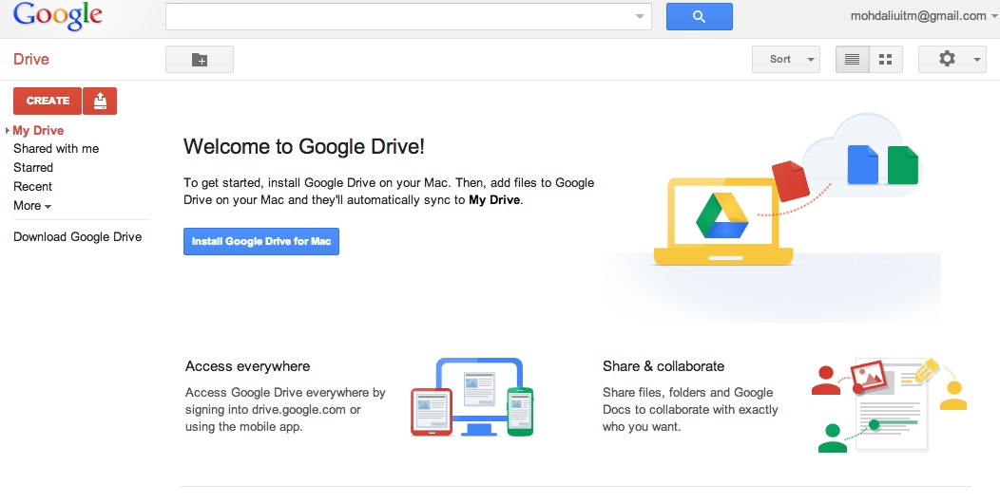 Google
mohdaliuitm@gmail.com
Drive
Sort
CREATE
My Drive
Shared with me
Starred
Recent
More
Download Google Drive
Welcome to Google Drive!
To get started, install Google Drive on your Mac. Then, add files to Google
Drive on your Mac and they'll automatically sync to My Drive.
Install Google Drive for Mac
Access everywhere
Access Google Drive everywhere by
signing into drive.google.com or
using the mobile app.
Share & collaborate
Share files, folders and Google
Docs to collaborate with exactly
who you want.